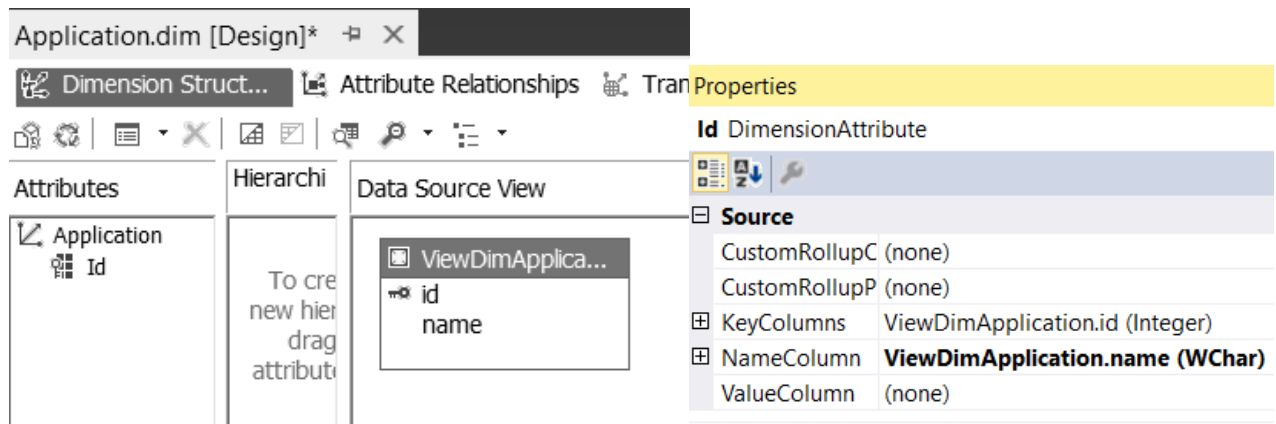 Application.dim [Design]*
Dimension Struct... Attribute Relationships Tran
Attributes
Application
Id
Hierarchi
To cre
new hier
drag
attribut
Data Source View
ViewDimApplica...
id
name
Properties
Id DimensionAttribute
Source
CustomRollupC (none)
CustomRollupP (none)
KeyColumns ViewDimApplication.id (Integer)
NameColumn ViewDimApplication.name (WChar)
ValueColumn (none)